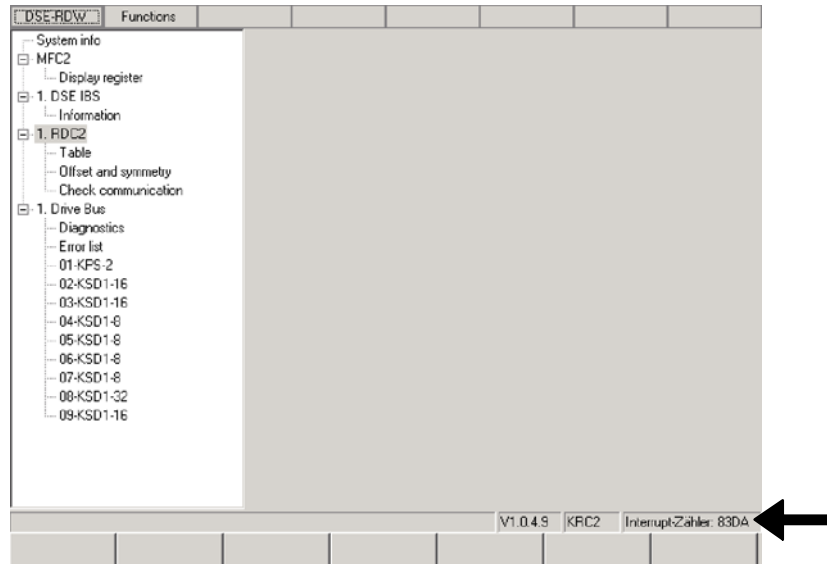 DSE-RDW Functions
System info
MFC2
Display register
1. DSE IBS
Information
1. RDC2
Table
Offset and symmetry
Check communication
1. Drive Bus
Diagnostics
Error list
01-KPS-2
02-KSD1-16
03-KSD1-16
04-KSD1-8
05-KSD1-8
06-KSD1-8
07-KSD1-8
08-KSD1-32
09-KSD1-16
V1.0.4.9 KRC2 Interrupt-Zähler: 83DA